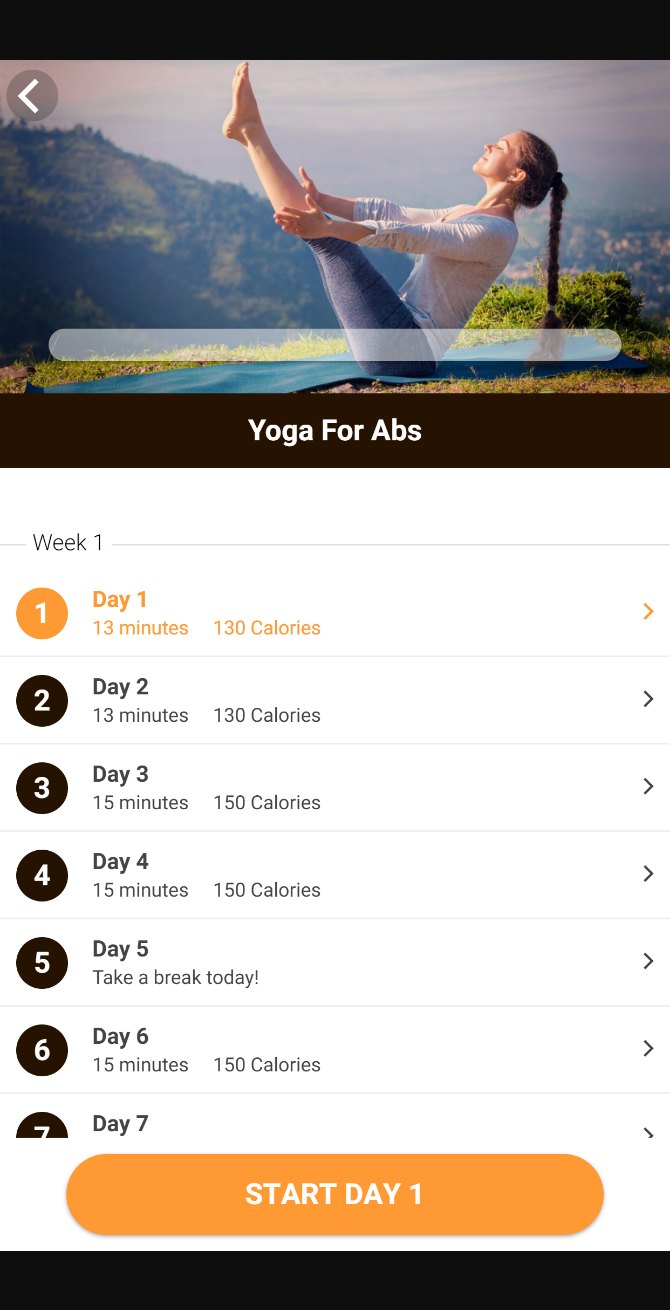 Yoga For Abs
Week 1
1
Day 1
13 minutes 130 Calories
2
Day 2
13 minutes 130 Calories
3
Day 3
15 minutes 150 Calories
4
Day 4
15 minutes 150 Calories
5
Day 5
Take a break today!
6
Day 6
15 minutes 150 Calories
7
Day 7
START DAY 1